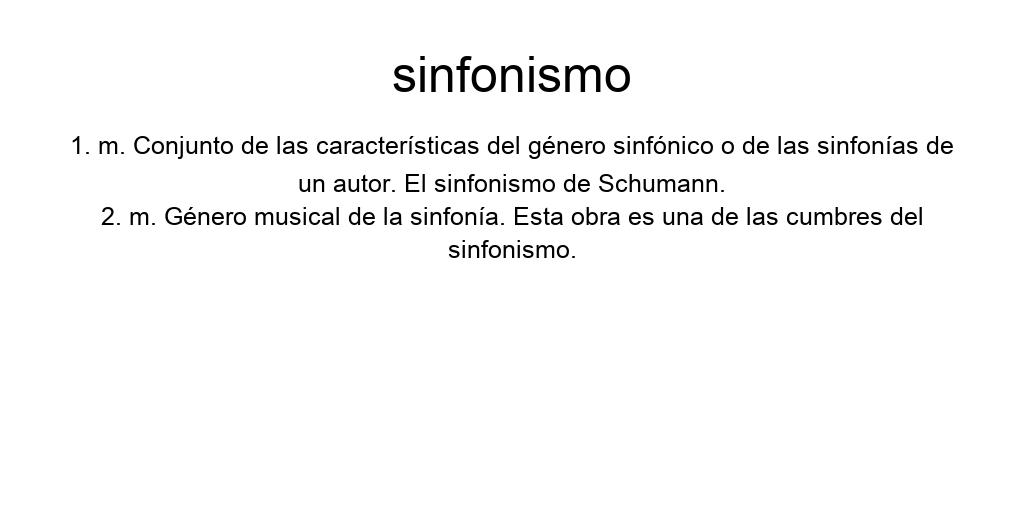 sinfonismo
1. m. Conjunto de las características del género sinfónico o de las sinfonías de
un autor. El sinfonismo de Schumann.
2. m. Género musical de la sinfonía. Esta obra es una de las cumbres del
sinfonismo.